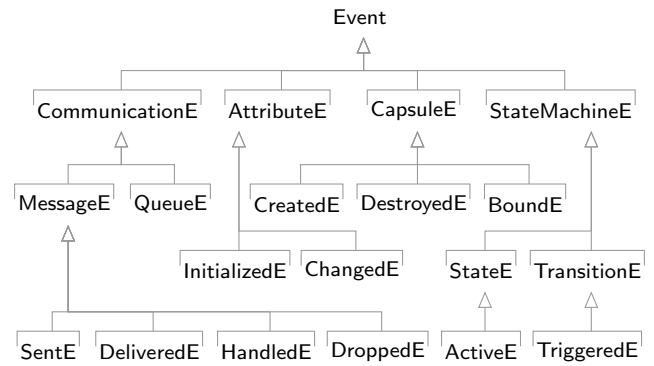 Event
CommunicationE AttributeE CapsuleE StateMachineE
MessageE QueueE CreatedE DestroyedE BoundE
InitializedE ChangedE StateE TransitionE
SentE DeliveredE HandledE DroppedE ActiveE TriggeredE